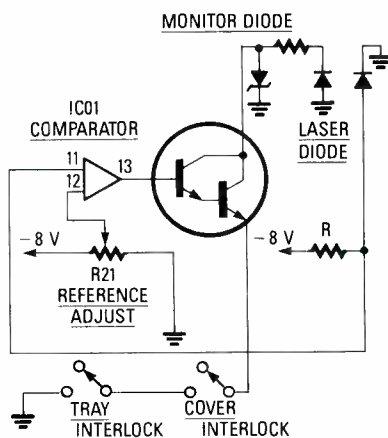 MONITOR DIODE
IC01
COMPARATOR
11
13
12
LASER
DIODE
−8 V
−8 V
R
R21
REFERENCE
ADJUST
TRAY
INTERLOCK
COVER
INTERLOCK